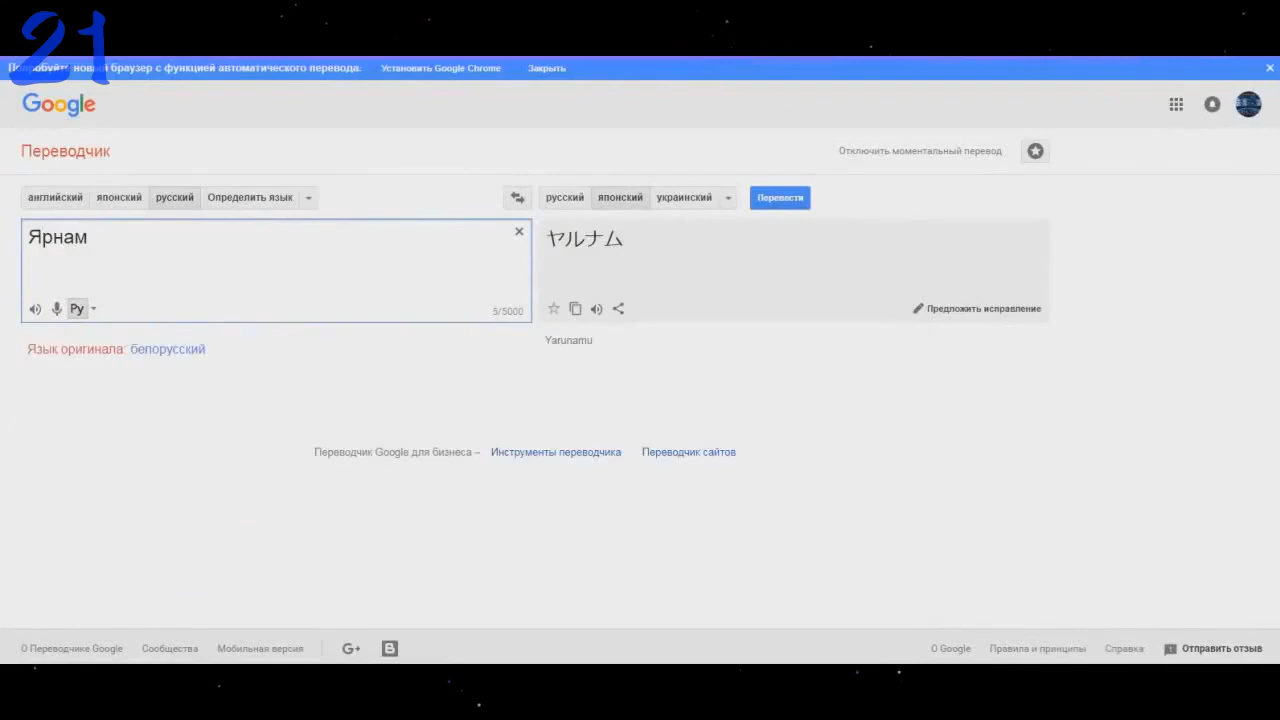 21
Попробуйте новый браузер с функцией автоматического перевода. Установить Google Chrome Закрыть ×
Google
Переводчик Отключить моментальный перевод
английский японский русский Определить язык русский японский украинский Перевести
Ярнам × ヤルナム
Ру 5/5000 Предложить исправление
Язык оригинала: белорусский Yarunamu
Переводчик Google для бизнеса – Инструменты переводчика Переводчик сайтов
О Переводчике Google Сообщества Мобильная версия G+ B О Google Правила и принципы Справка Отправить отзыв